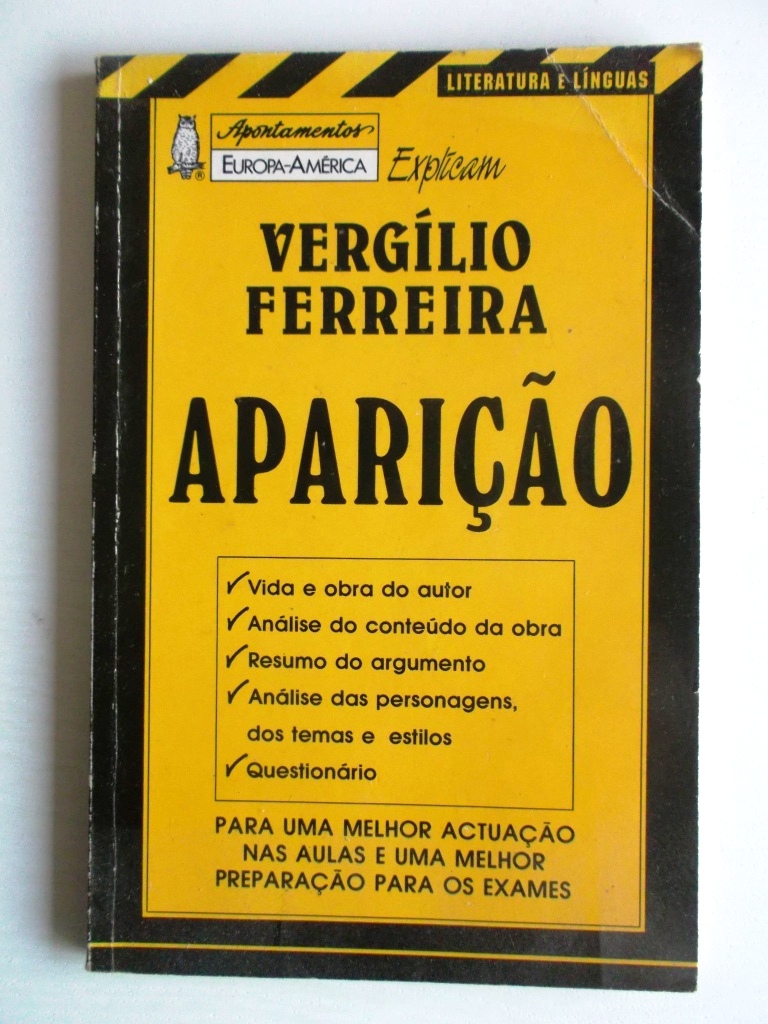 LITERATURA E LÍNGUAS
Apontamentos
EUROPA-AMÉRICA
Explicam
®
VERGÍLIO
FERREIRA
APARIÇÃO
✓ Vida e obra do autor
✓ Análise do conteúdo da obra
✓ Resumo do argumento
✓ Análise das personagens,
dos temas e estilos
✓ Questionário
PARA UMA MELHOR ACTUAÇÃO
NAS AULAS E UMA MELHOR
PREPARAÇÃO PARA OS EXAMES